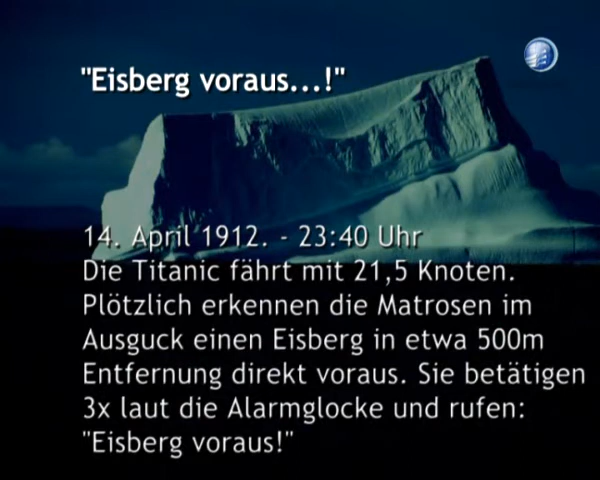 "Eisberg voraus...!"
14. April 1912. - 23:40 Uhr
Die Titanic fährt mit 21,5 Knoten.
Plötzlich erkennen die Matrosen im
Ausguck einen Eisberg in etwa 500m
Entfernung direkt voraus. Sie betätigen
3x laut die Alarmglocke und rufen:
"Eisberg voraus!"